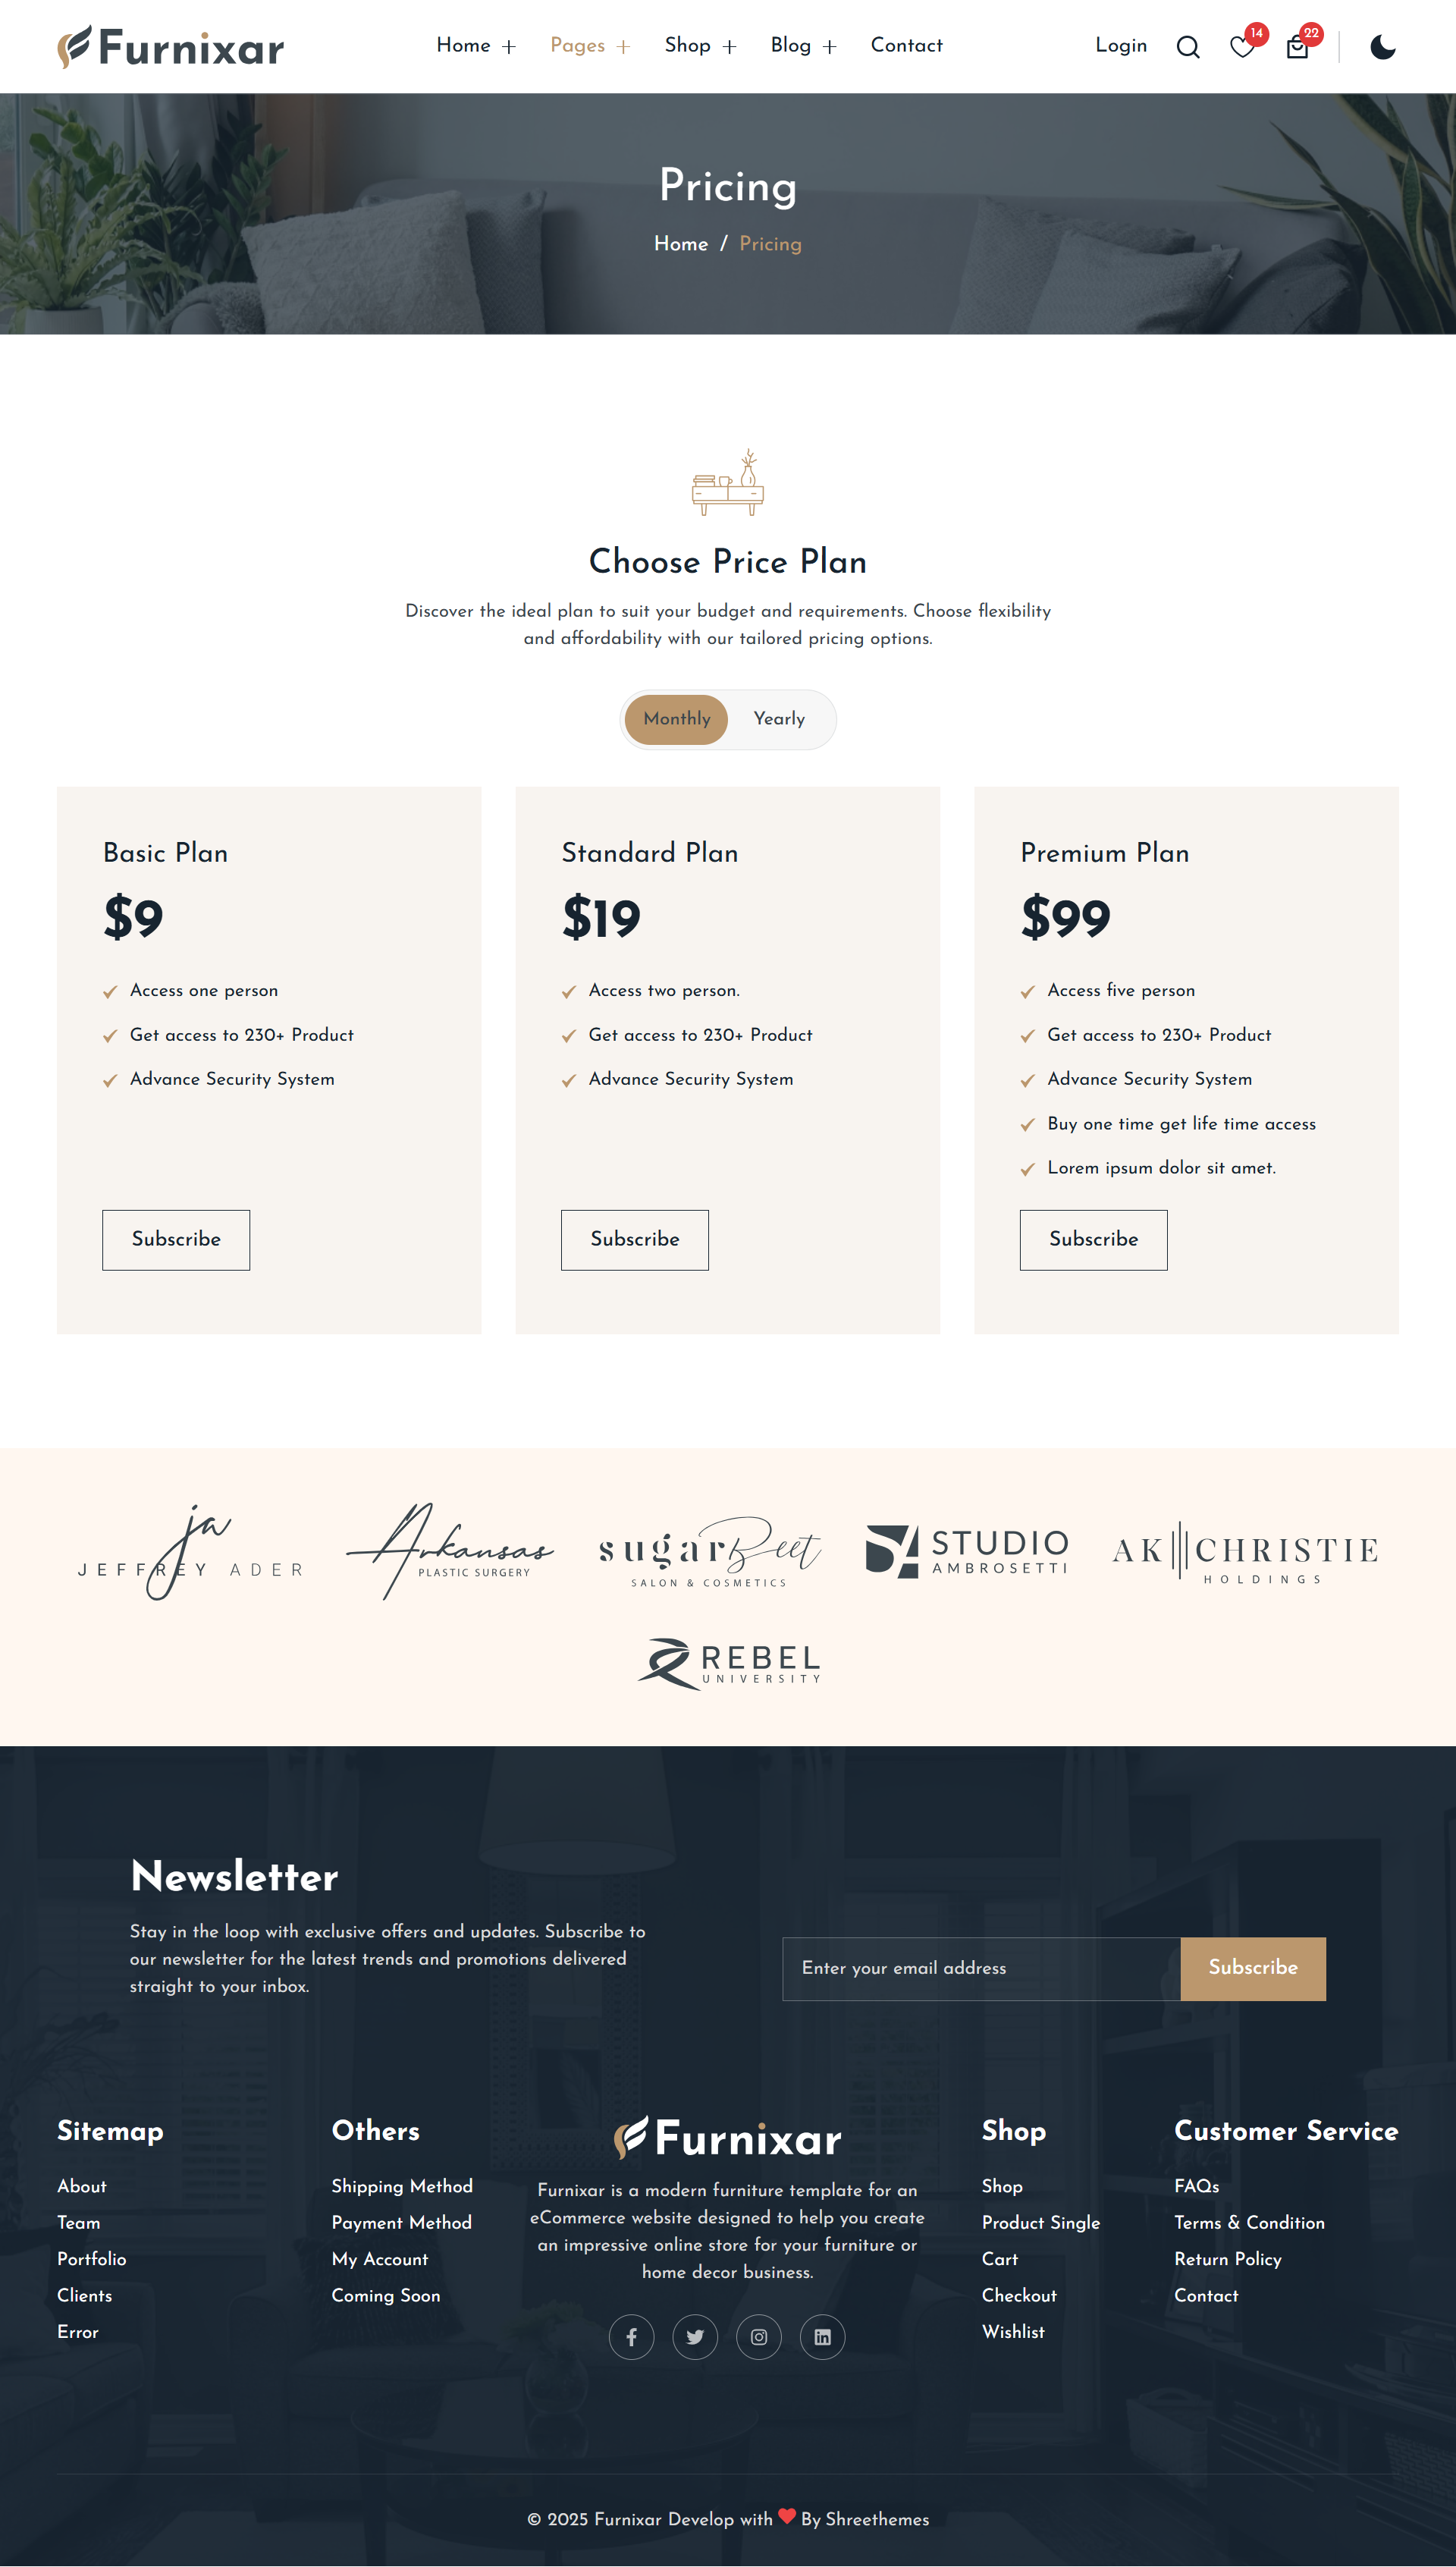 Furnixar
Home + Pages + Shop + Blog + Contact
Login
14
22
Pricing
Home / Pricing
Choose Price Plan
Discover the ideal plan to suit your budget and requirements. Choose flexibility
and affordability with our tailored pricing options.
Monthly
Yearly
Basic Plan
$9
Access one person
Get access to 230+ Product
Advance Security System
Subscribe
Standard Plan
$19
Access two person.
Get access to 230+ Product
Advance Security System
Subscribe
Premium Plan
$99
Access five person
Get access to 230+ Product
Advance Security System
Buy one time get life time access
Lorem ipsum dolor sit amet.
Subscribe
ja
JEFFREY ADER
Arkansas
PLASTIC SURGERY
sugarBeet
SALON & COSMETICS
SA STUDIO
AMBROSETTI
AK CHRISTIE
HOLDINGS
REBEL
UNIVERSITY
Newsletter
Stay in the loop with exclusive offers and updates. Subscribe to
our newsletter for the latest trends and promotions delivered
straight to your inbox.
Enter your email address
Subscribe
Sitemap
About
Team
Portfolio
Clients
Error
Others
Shipping Method
Payment Method
My Account
Coming Soon
Furnixar
Furnixar is a modern furniture template for an
eCommerce website designed to help you create
an impressive online store for your furniture or
home decor business.
Shop
Shop
Product Single
Cart
Checkout
Wishlist
Customer Service
FAQs
Terms & Condition
Return Policy
Contact
© 2025 Furnixar Develop with ❤ By Shreethemes